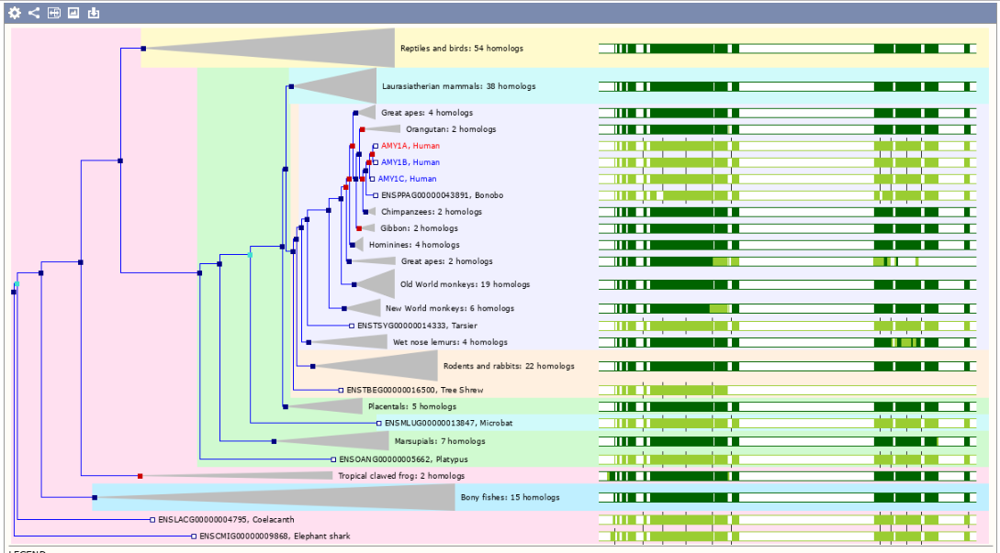 Reptiles and birds: 54 homologs
Laurasiatherian mammals: 38 homologs
Great apes: 4 homologs
Orangutan: 2 homologs
AMY1A, Human
AMY1B, Human
AMY1C, Human
ENSPPAG00000043891, Bonobo
Chimpanzees: 2 homologs
Gibbon: 2 homologs
Hominines: 4 homologs
Great apes: 2 homologs
Old World monkeys: 19 homologs
New World monkeys: 6 homologs
ENSTSYG00000014333, Tarsier
Wet nose lemurs: 4 homologs
Rodents and rabbits: 22 homologs
ENSTBEG00000016500, Tree Shrew
Placentals: 5 homologs
ENSMLUG00000013847, Microbat
Marsupials: 7 homologs
ENSOANG00000005662, Platypus
Tropical clawed frog: 2 homologs
Bony fishes: 15 homologs
ENSLACG00000004795, Coelacanth
ENSCMIG00000009868, Elephant shark
LEGEND